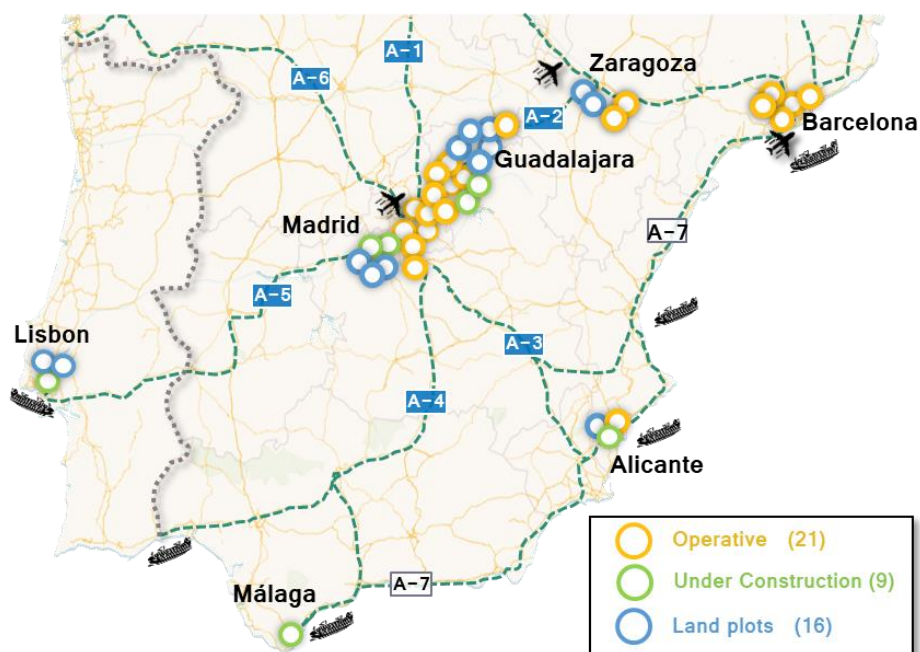 A-1
Zaragoza
A-6
A-2
Barcelona
Guadalajara
Madrid
A-7
A-5
Lisbon
A-3
A-4
Alicante
Operative (21)
Under Construction (9)
A-7
Málaga
Land plots (16)